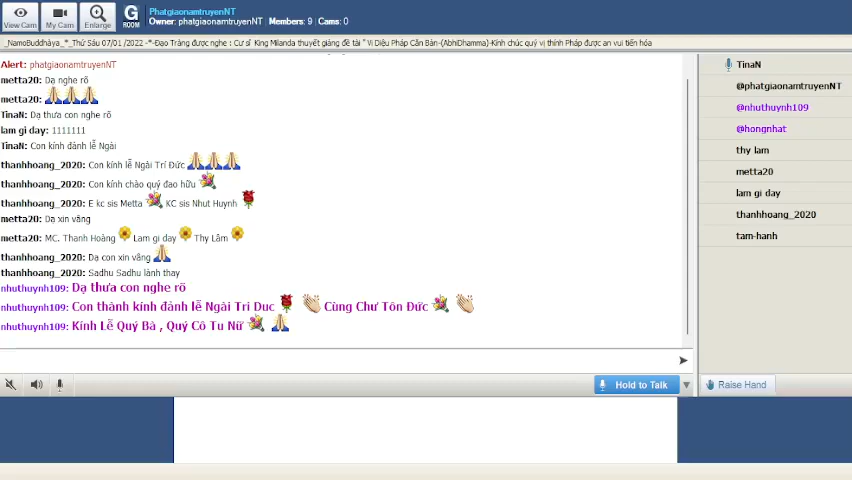 View Cam
My Cam
Enlarge
G
ROOM
PhatgiaonamtruyenNT
Owner: phatgiaonamtruyenNT Members: 9 Cams: 0
_NamoBuddhàya_*_Thứ Sáu 07/01 /2022 -*-Đạo Tràng được nghe : Cư sĩ King Milanda thuyết giảng đề tài " Vi Diệu Pháp Căn Bản-(AbhiDhamma)-Kính chúc quý vị thính Pháp được an vui tiến hóa
Alert: phatgiaonamtruyenNT
metta20: Dạ nghe rõ
metta20: 🙏🙏🙏
TinaN: Dạ thưa con nghe rõ
lam gi day: 1111111
TinaN: Con kính đảnh lễ Ngài
thanhhoang_2020: Con kính lễ Ngài Trí Đức 🙏🙏🙏
thanhhoang_2020: Con kính chào quý đao hữu 💐
thanhhoang_2020: E kc sis Metta 💐 KC sis Nhut Huynh 🌹
metta20: Dạ xin vâng
metta20: MC. Thanh Hoàng 🌼 Lam gi day 🌼 Thy Lâm 🌼
thanhhoang_2020: Dạ con xin vâng 🙏
thanhhoang_2020: Sadhu Sadhu lành thay
nhuthuynh109: Dạ thưa con nghe rõ
nhuthuynh109: Con thành kính đảnh lễ Ngài Tri Duc 🌹 👏 Cùng Chư Tôn Đức 💐 👏
nhuthuynh109: Kính Lễ Quý Bà , Quý Cô Tu Nữ 💐 🙏
Hold to Talk
TinaN
@phatgiaonamtruyenNT
@nhuthuynh109
@hongnhat
thy lam
metta20
lam gi day
thanhhoang_2020
tam-hanh
Raise Hand